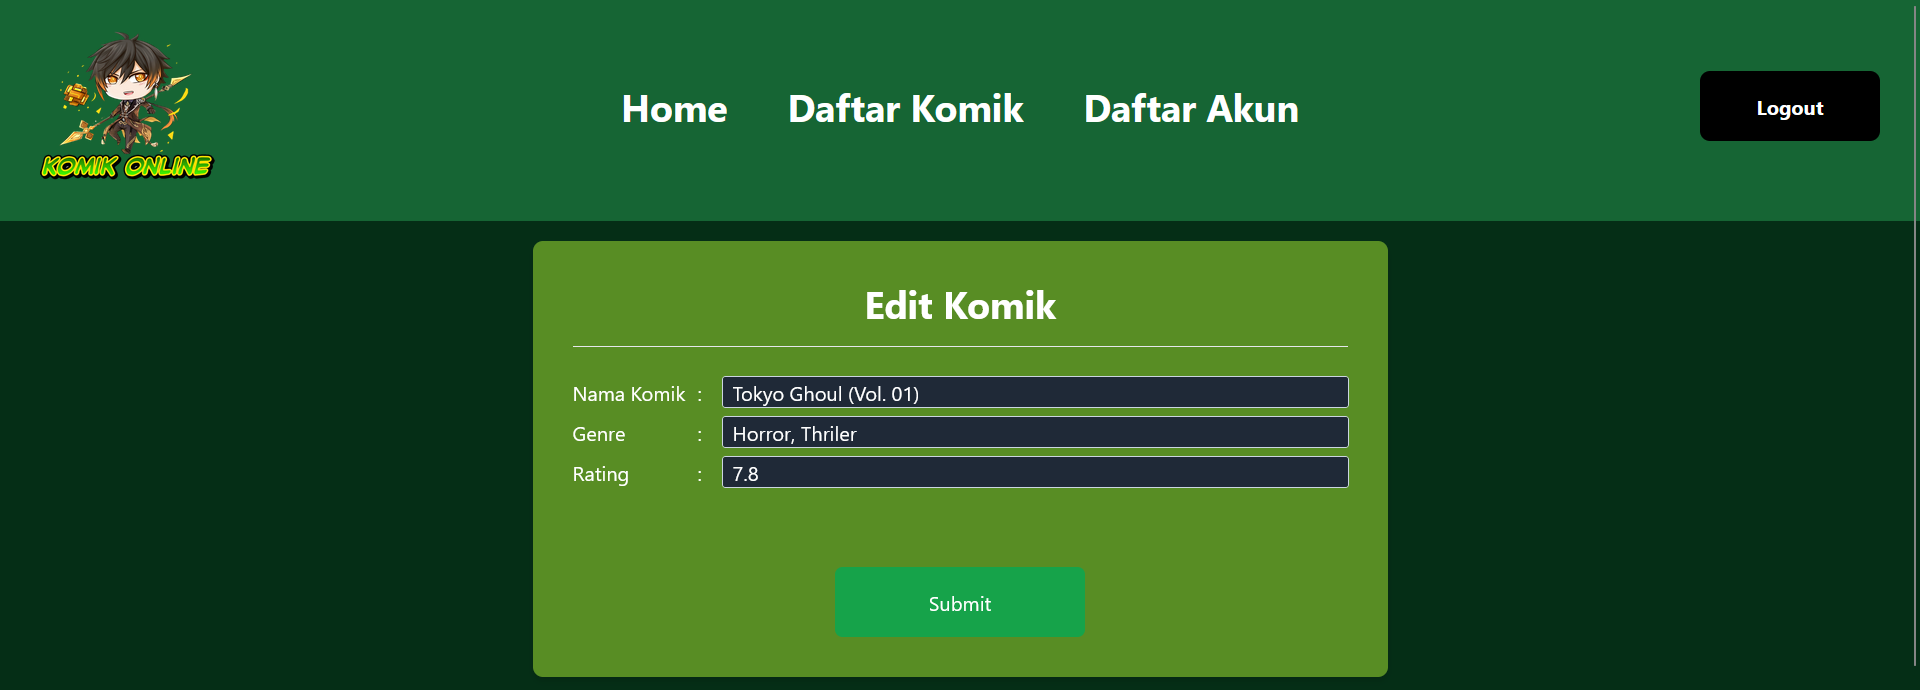 KOMIK ONLINE
Home Daftar Komik Daftar Akun
Logout
Edit Komik
Nama Komik : Tokyo Ghoul (Vol. 01)
Genre : Horror, Thriler
Rating : 7.8
Submit